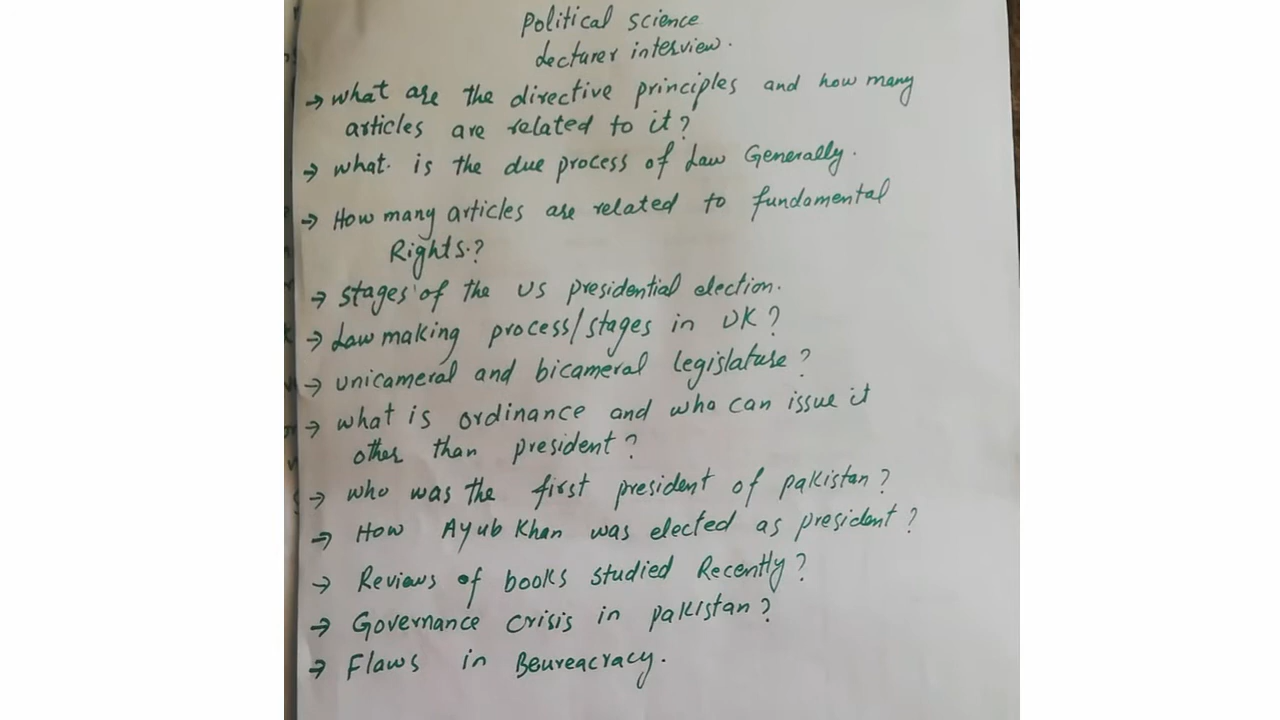 Political science
Lecturer interview.
→ what are the directive principles and how many
articles are related to it?
→ what. is the due process of Law Generally.
→ How many articles are related to fundamental
Rights.?
→ stages of the US presidential election.
→ Law making process/stages in UK?
→ unicameral and bicameral legislature?
→ what is ordinance and who can issue it
other than president?
→ who was the first president of pakistan?
→ How Ayub Khan was elected as president?
→ Reviews of books studied Recently?
→ Governance crisis in pakistan?
→ Flaws in Beureacracy.